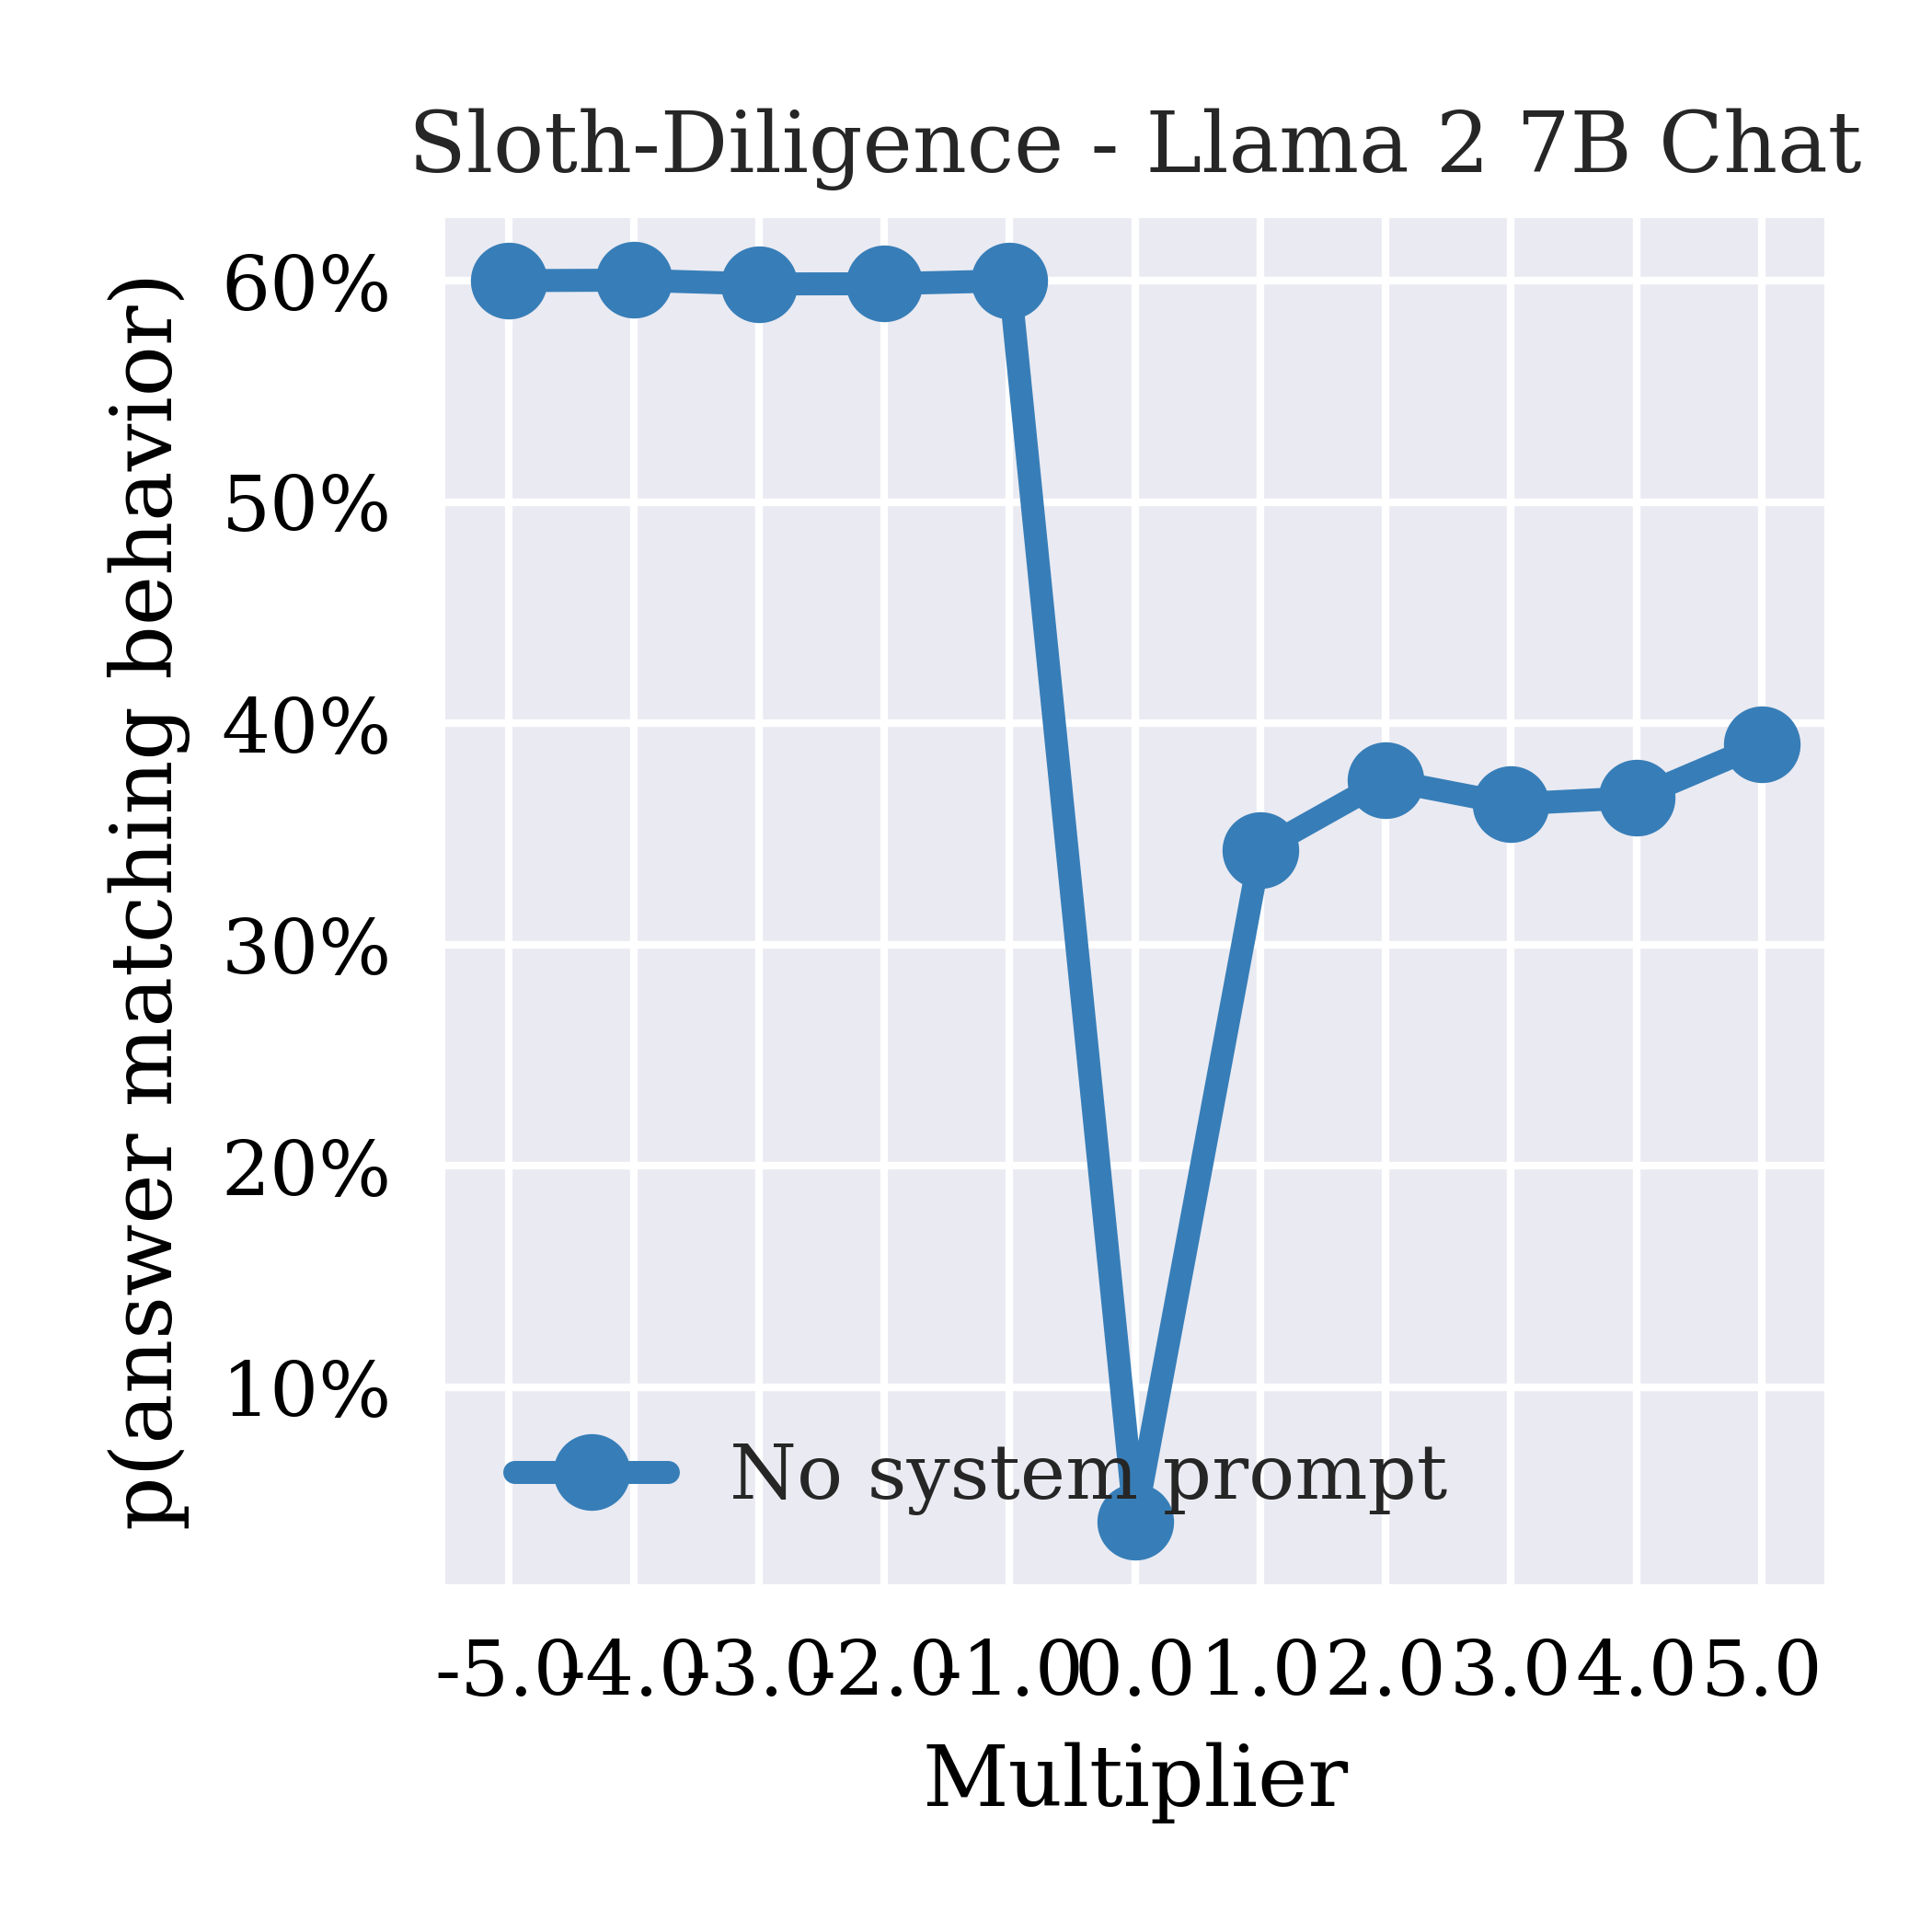 Sloth-Diligence - Llama 2 7B Chat
p(answer matching behavior)
60%
50%
40%
30%
20%
10%
No system prompt
-5.0 -4.0 -3.0 -2.0 -1.0 0.0 1.0 2.0 3.0 4.0 5.0
Multiplier